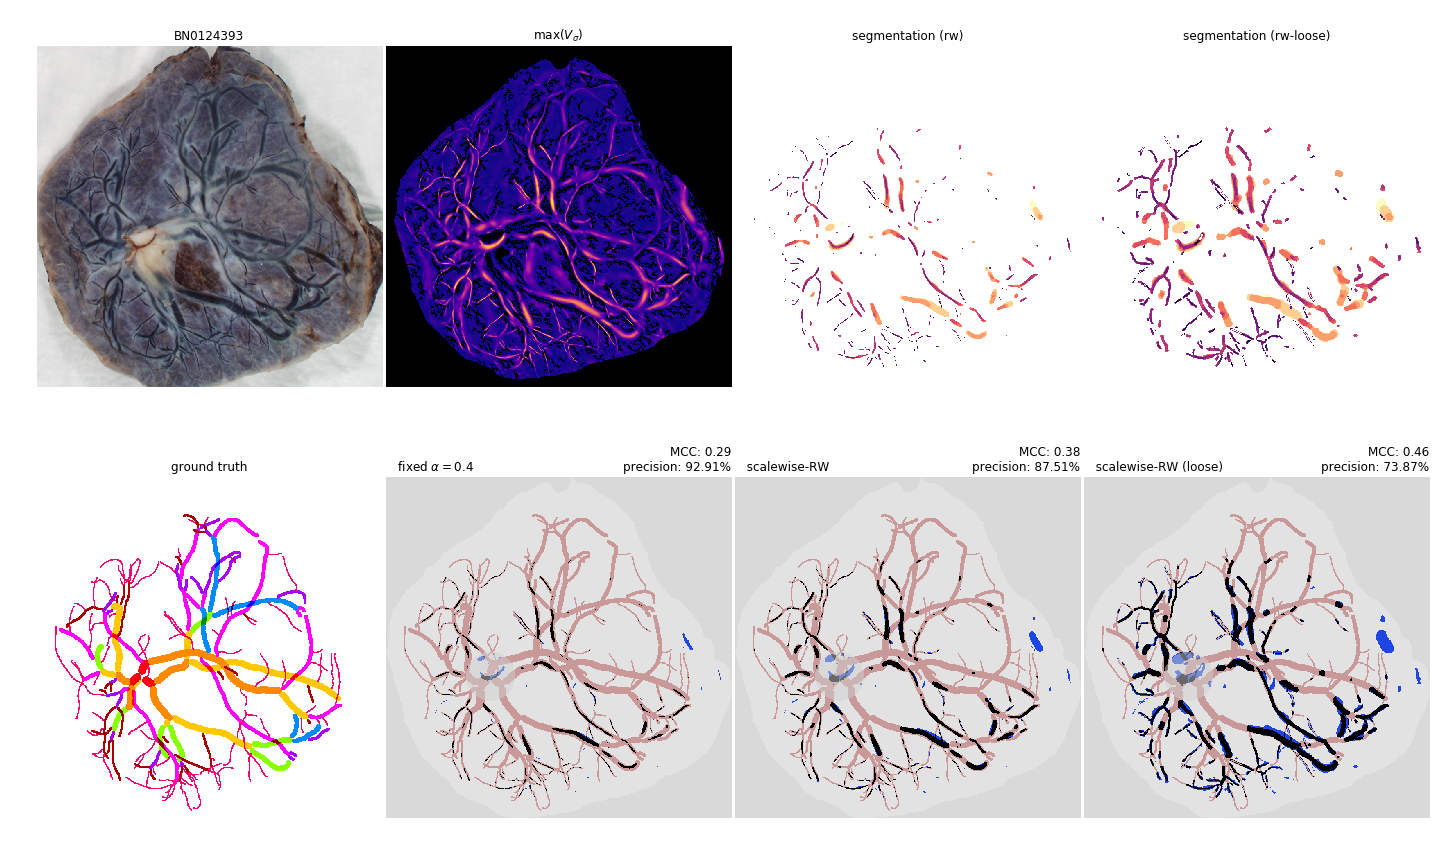 BN0124393
max(V_σ)
segmentation (rw)
segmentation (rw-loose)
ground truth
fixed α = 0.4
MCC: 0.29
precision: 92.91%
scalewise-RW
MCC: 0.38
precision: 87.51%
scalewise-RW (loose)
MCC: 0.46
precision: 73.87%